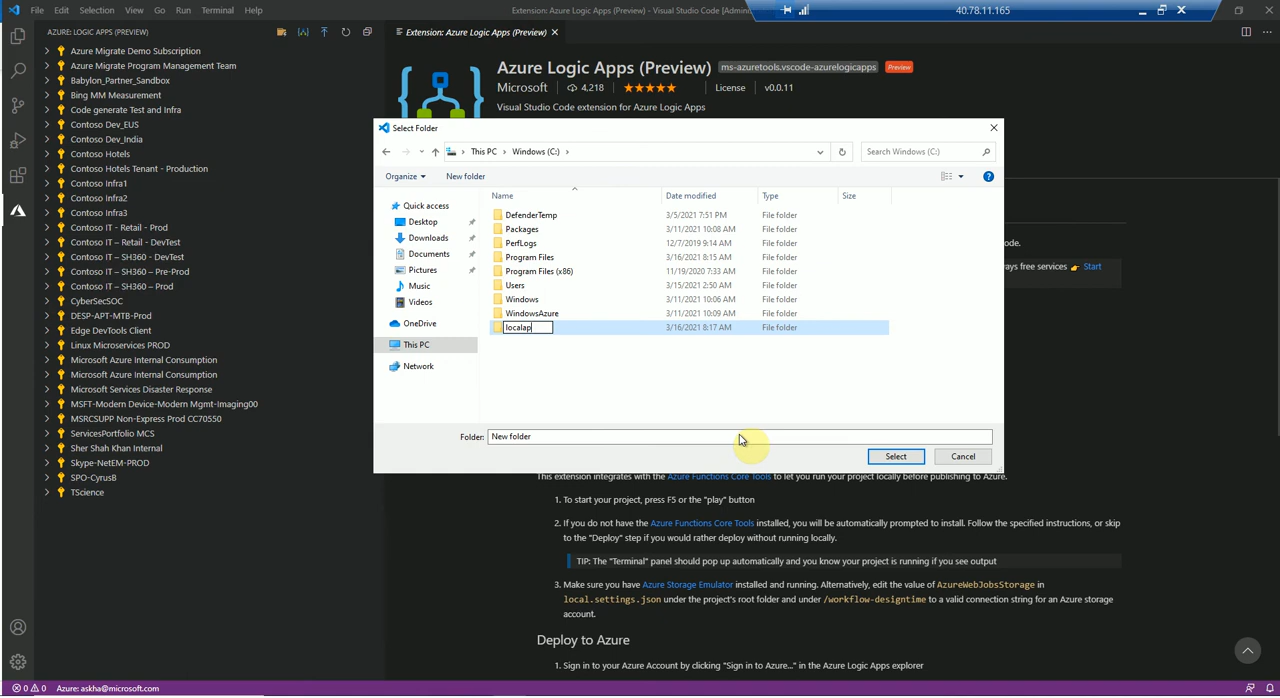 File Edit Selection View Go Run Terminal Help
Extension: Azure Logic Apps (Preview) - Visual Studio Code [Admin
40.78.11.165
AZURE: LOGIC APPS (PREVIEW)
Extension: Azure Logic Apps (Preview)
Azure Migrate Demo Subscription
Azure Migrate Program Management Team
Babylon_Partner_Sandbox
Bing MM Measurement
Code generate Test and Infra
Contoso Dev_EUS
Contoso Dev_India
Contoso Hotels
Contoso Hotels Tenant - Production
Contoso Infra1
Contoso Infra2
Contoso Infra3
Contoso IT - Retail - Prod
Contoso IT – Retail - DevTest
Contoso IT – SH360 - DevTest
Contoso IT – SH360 – Pre-Prod
Contoso IT – SH360 – Prod
CyberSecSOC
DESP-APT-MTB-Prod
Edge DevTools Client
Linux Microservices PROD
Microsoft Azure Internal Consumption
Microsoft Azure Internal Consumption
Microsoft Services Disaster Response
MSFT-Modern Device-Modern Mgmt-Imaging00
MSRCSUPP Non-Express Prod CC70550
ServicesPortfolio MCS
Sher Shah Khan Internal
Skype-NetEM-PROD
SPO-CyrusB
TScience
Azure Logic Apps (Preview) ms-azuretools.vscode-azurelogicapps Preview
Microsoft 4,218 License v0.0.11
Visual Studio Code extension for Azure Logic Apps
Select Folder
This PC Windows (C:)
Search Windows (C:)
Organize New folder
Name Date modified Type Size
Quick access
Desktop
Downloads
Documents
Pictures
Music
Videos
OneDrive
This PC
Network
DefenderTemp 3/5/2021 7:51 PM File folder
Packages 3/11/2021 10:08 AM File folder
PerfLogs 12/7/2019 9:14 AM File folder
Program Files 3/16/2021 8:15 AM File folder
Program Files (x86) 11/19/2020 7:33 AM File folder
Users 3/15/2021 2:50 AM File folder
Windows 3/11/2021 10:06 AM File folder
WindowsAzure 3/11/2021 10:09 AM File folder
localap 3/16/2021 8:17 AM File folder
Folder: New folder
Select Cancel
ode.
ays free services 👉 Start
This extension integrates with the Azure Functions Core Tools to let you run your project locally before publishing to Azure.
1. To start your project, press F5 or the "play" button
2. If you do not have the Azure Functions Core Tools installed, you will be automatically prompted to install. Follow the specified instructions, or skip
to the "Deploy" step if you would rather deploy without running locally.
TIP: The "Terminal" panel should pop up automatically and you know your project is running if you see output
3. Make sure you have Azure Storage Emulator installed and running. Alternatively, edit the value of AzureWebJobsStorage in
local.settings.json under the project's root folder and under /workflow-designtime to a valid connection string for an Azure storage
account.
Deploy to Azure
1. Sign in to your Azure Account by clicking "Sign in to Azure..." in the Azure Logic Apps explorer
0 0 Azure: askha@microsoft.com